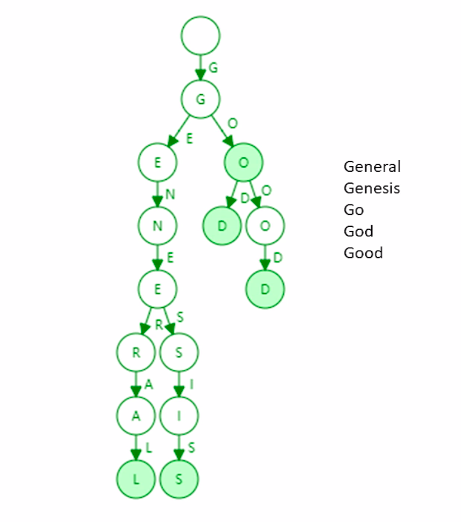 G
G
E O
E O
N D O
N D O
E D
E D
R S
R S
A I
A I
L S
L S
General
Genesis
Go
God
Good